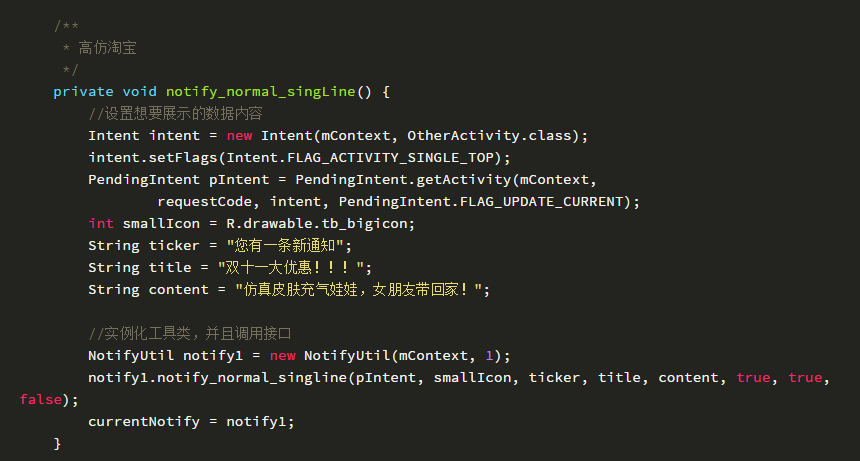 /**
 * 高仿淘宝
 */
private void notify_normal_singLine() {
//设置想要展示的数据内容
Intent intent = new Intent(mContext, OtherActivity.class);
intent.setFlags(Intent.FLAG_ACTIVITY_SINGLE_TOP);
PendingIntent pIntent = PendingIntent.getActivity(mContext,
requestCode, intent, PendingIntent.FLAG_UPDATE_CURRENT);
int smallIcon = R.drawable.tb_bigicon;
String ticker = "您有一条新通知";
String title = "双十一大优惠！！！";
String content = "仿真皮肤充气娃娃，女朋友带回家！";
//实例化工具类，并且调用接口
NotifyUtil notify1 = new NotifyUtil(mContext, 1);
notify1.notify_normal_singline(pIntent, smallIcon, ticker, title, content, true, true,
false);
currentNotify = notify1;
}